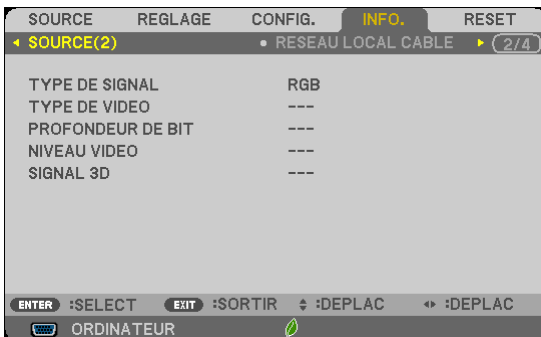 SOURCE REGLAGE CONFIG. INFO. RESET
SOURCE(2) • RESEAU LOCAL CABLE 2/4
TYPE DE SIGNAL RGB
TYPE DE VIDEO ---
PROFONDEUR DE BIT ---
NIVEAU VIDEO ---
SIGNAL 3D ---
ENTER :SELECT EXIT :SORTIR :DEPLAC :DEPLAC
ORDINATEUR